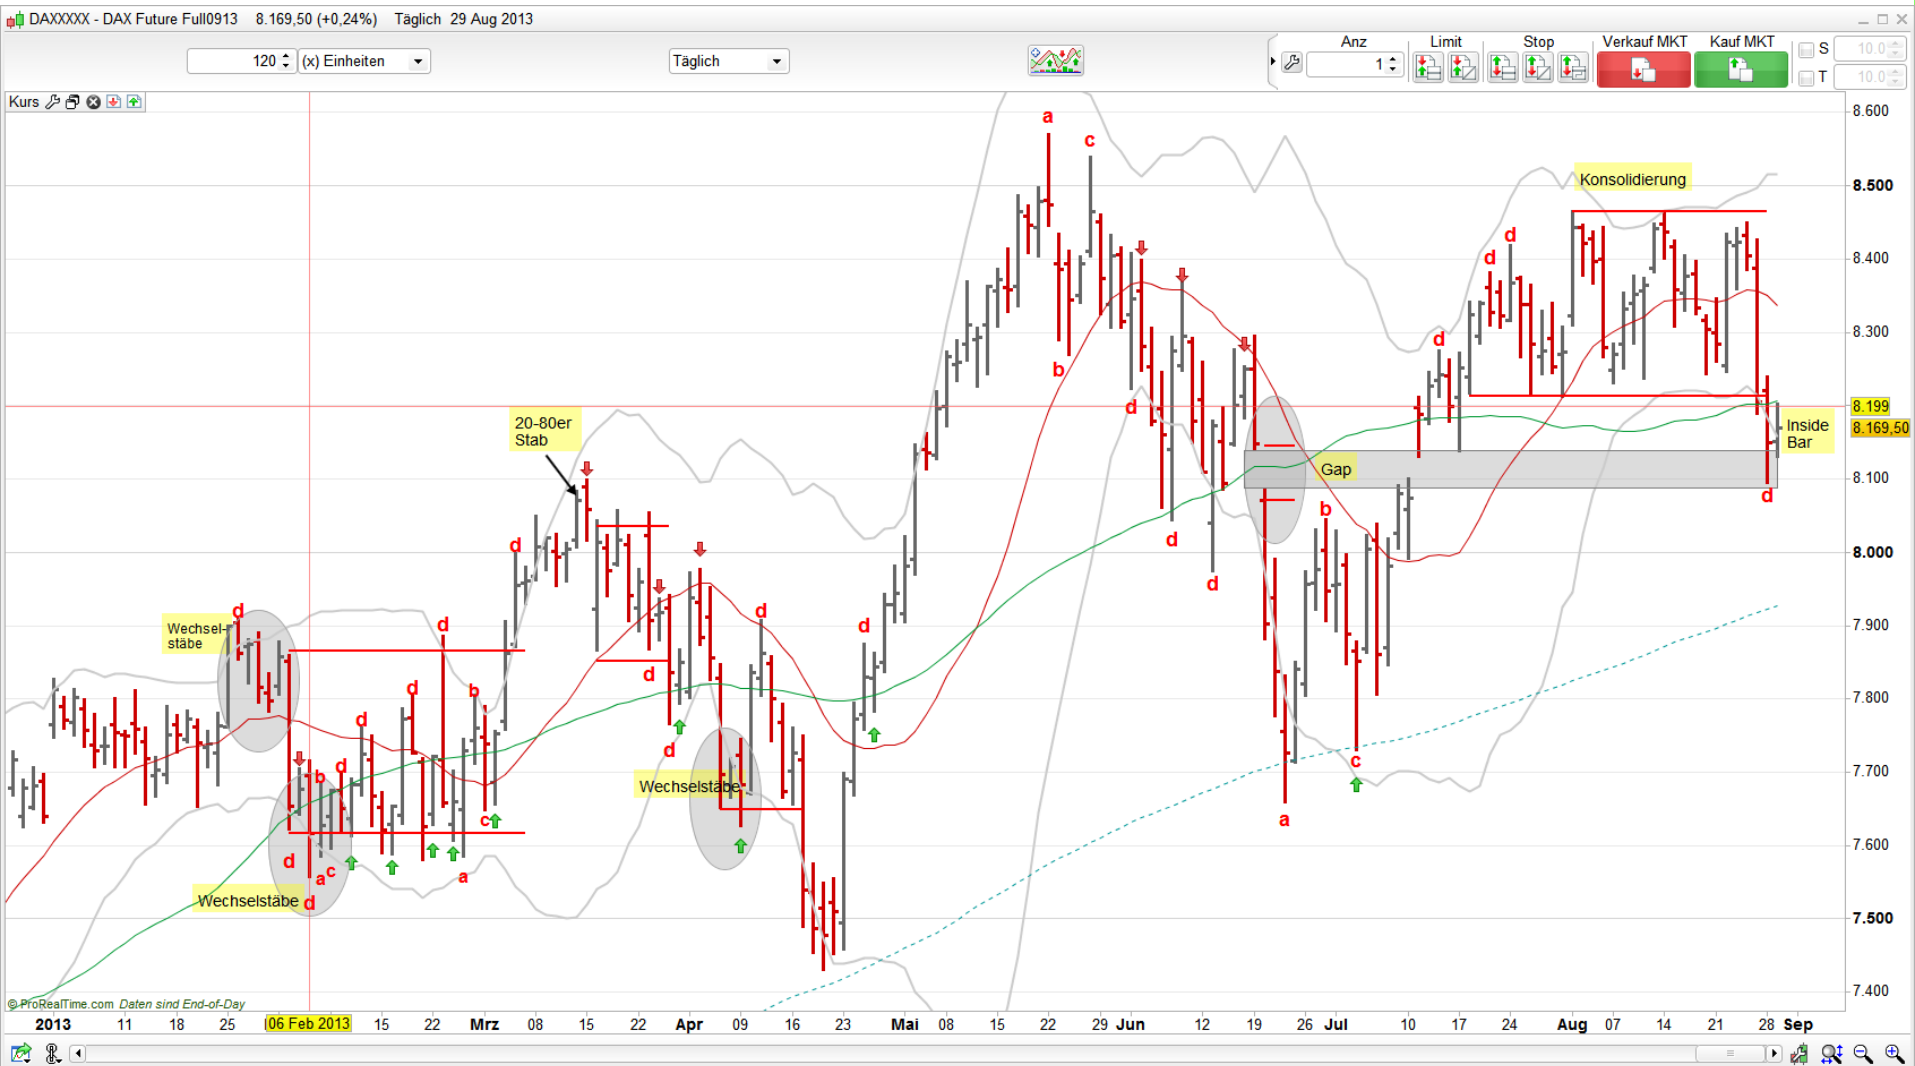 DAXXXXX - DAX Future Full0913 8.169,50 (+0,24%) Täglich 29 Aug 2013
120 (x) Einheiten Täglich
Anz Limit Stop Verkauf MKT Kauf MKT
1
S 10.0
T 10.0
Kurs
8.600
8.500
8.400
8.300
8.199
8.169,50
8.100
8.000
7.900
7.800
7.700
7.600
7.500
7.400
a
c
Konsolidierung
d
d
d
b
d
20-80er
Stab
Inside
Bar
Gap
d
b
d
d
d
d
Wechsel-
stäbe
d
d
d
d
d
d
d
b
d
d
c
b
d
Wechselstäbe
c
a
d
a
c
a
Wechselstäbe
d
© ProRealTime.com Daten sind End-of-Day
2013 11 18 25 06 Feb 2013 15 22 Mrz 08 15 22 Apr 09 16 23 Mai 08 15 22 29 Jun 12 19 26 Jul 10 17 24 Aug 07 14 21 28 Sep